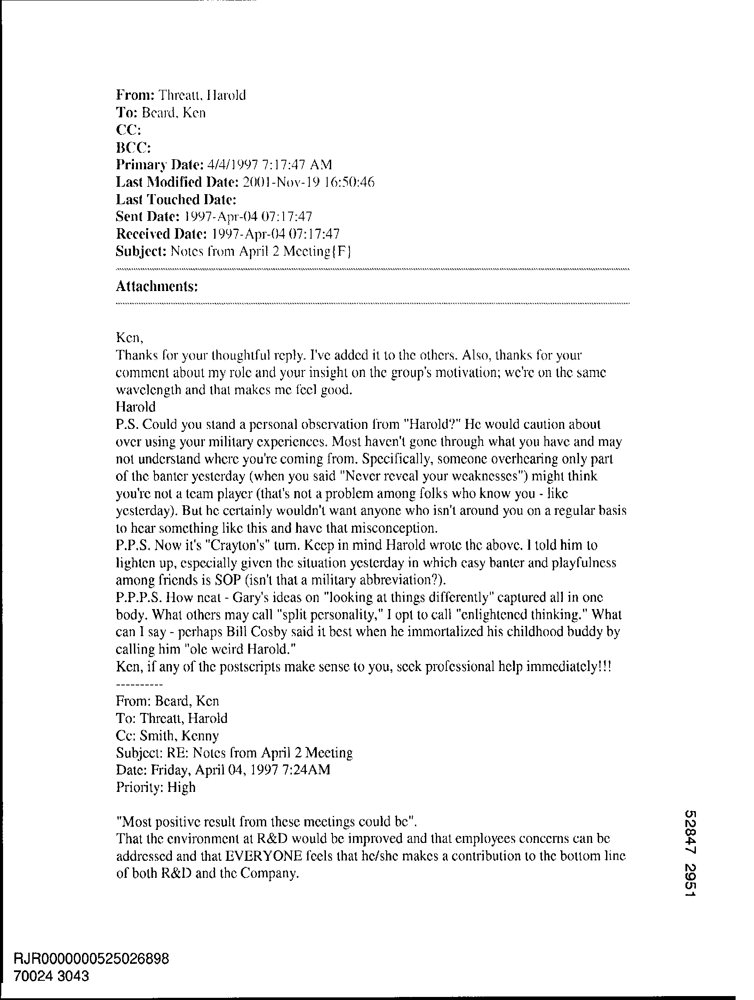 From: Threatt, Harold
To: Beard, Ken
CC:
BCC:
Primary Date: 4/4/1997 7:17:47 AM
Last Modified Date: 2001-Nov-19 16:50:46
Last Touched Date:
Sent Date: 1997-Apr-04 07:17:47
Received Date: 1997-Apr-04 07:17:47
Subject: Notes from April 2 Meeting{F}
Attachments:
Ken,
Thanks for your thoughtful reply. I've added it to the others. Also, thanks for your
comment about my role and your insight on the group's motivation; we're on the same
wavelength and that makes me feel good.
Harold
P.S. Could you stand a personal observation from "Harold?" He would caution about
over using your military experiences. Most haven't gone through what you have and may
not understand where you're coming from. Specifically, someone overhearing only part
of the banter yesterday (when you said "Never reveal your weaknesses") might think
you're not a team player (that's not a problem among folks who know you - like
yesterday). But he certainly wouldn't want anyone who isn't around you on a regular basis
to hear something like this and have that misconception.
P.P.S. Now it's "Crayton's" turn. Keep in mind Harold wrote the above. I told him to
lighten up, especially given the situation yesterday in which easy banter and playfulness
among friends is SOP (isn't that a military abbreviation?).
P.P.P.S. How neat - Gary's ideas on "looking at things differently" captured all in one
body. What others may call "split personality," I opt to call "enlightened thinking." What
can I say - perhaps Bill Cosby said it best when he immortalized his childhood buddy by
calling him "ole weird Harold."
Ken, if any of the postscripts make sense to you, seek professional help immediately!!!
----------
From: Beard, Ken
To: Threatt, Harold
Cc: Smith, Kenny
Subject: RE: Notes from April 2 Meeting
Date: Friday, April 04, 1997 7:24AM
Priority: High
"Most positive result from these meetings could be".
That the environment at R&D would be improved and that employees concerns can be
addressed and that EVERYONE feels that he/she makes a contribution to the bottom line
of both R&D and the Company.
52847 2951
RJR0000000525026898
70024 3043